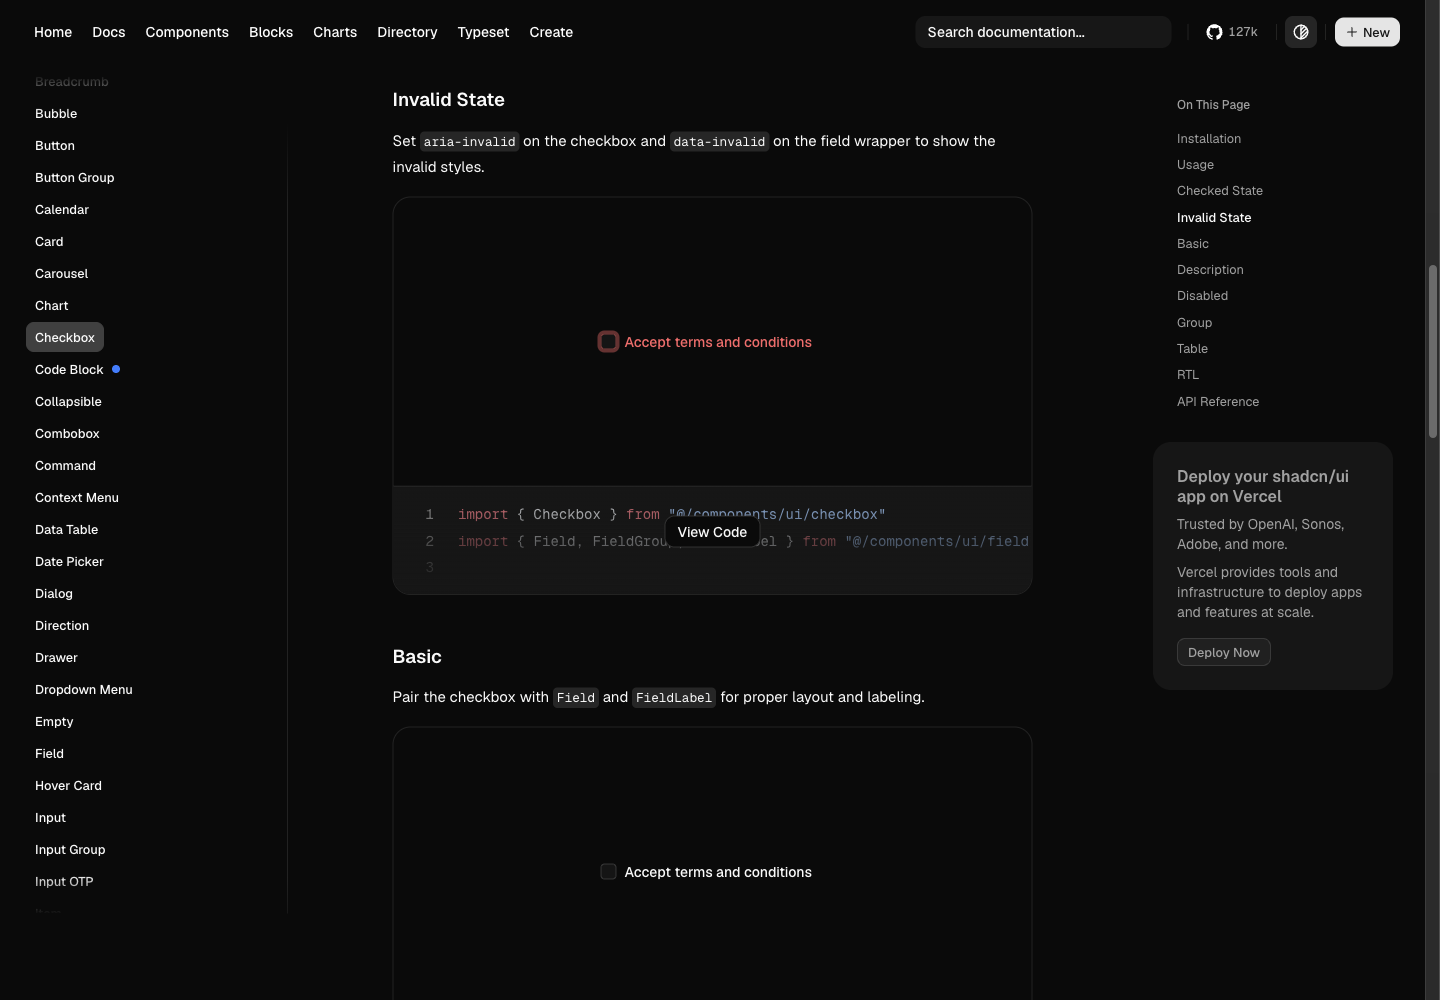 Home Docs Components Blocks Charts Directory Typeset Create
Search documentation...
127k
New
Breadcrumb
Bubble
Button
Button Group
Calendar
Card
Carousel
Chart
Checkbox
Code Block
Collapsible
Combobox
Command
Context Menu
Data Table
Date Picker
Dialog
Direction
Drawer
Dropdown Menu
Empty
Field
Hover Card
Input
Input Group
Input OTP
Invalid State
Set aria-invalid on the checkbox and data-invalid on the field wrapper to show the
invalid styles.
Accept terms and conditions
1 import { Checkbox } from "@/components/ui/checkbox"
View Code
2 import { Field, } from "@/components/ui/field
3
Basic
Pair the checkbox with Field and FieldLabel for proper layout and labeling.
Accept terms and conditions
On This Page
Installation
Usage
Checked State
Invalid State
Basic
Description
Disabled
Group
Table
RTL
API Reference
Deploy your shadcn/ui
app on Vercel
Trusted by OpenAI, Sonos,
Adobe, and more.
Vercel provides tools and
infrastructure to deploy apps
and features at scale.
Deploy Now